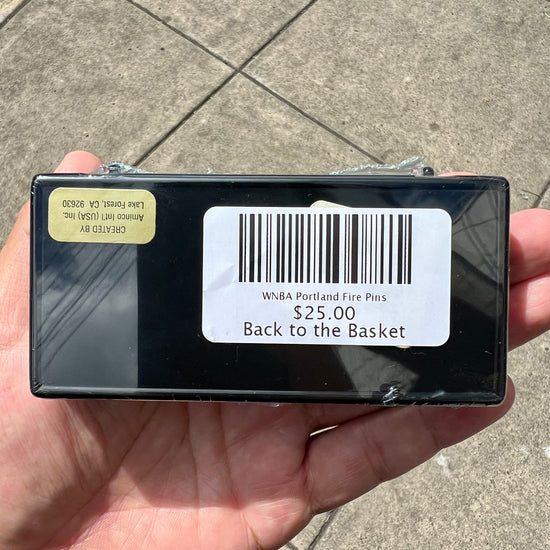 CREATED BY
Aminco Int'l (USA) Inc.
Lake Forest, CA 92630
WNBA Portland Fire Pins
$25.00
Back to the Basket